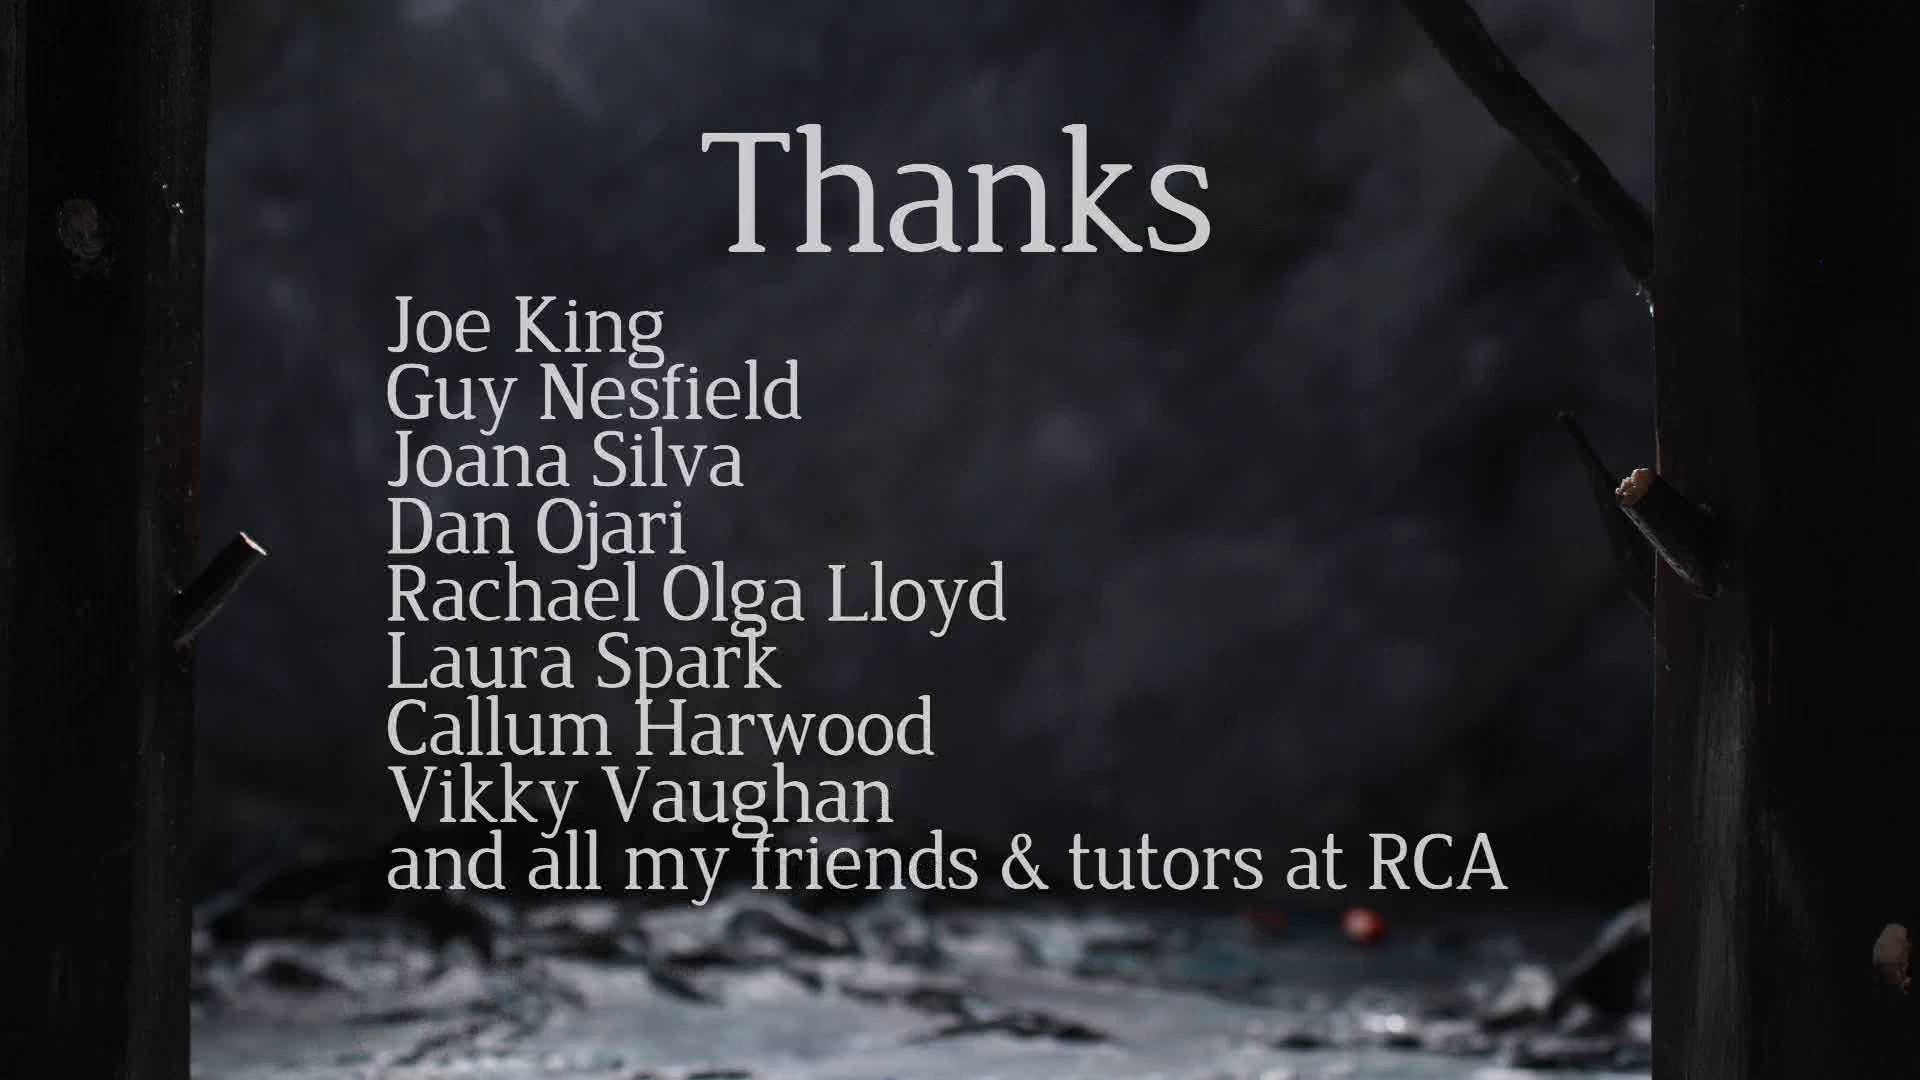 Thanks
Joe King
Guy Nesfield
Joana Silva
Dan Ojari
Rachael Olga Lloyd
Laura Spark
Callum Harwood
Vikky Vaughan
and all my friends & tutors at RCA